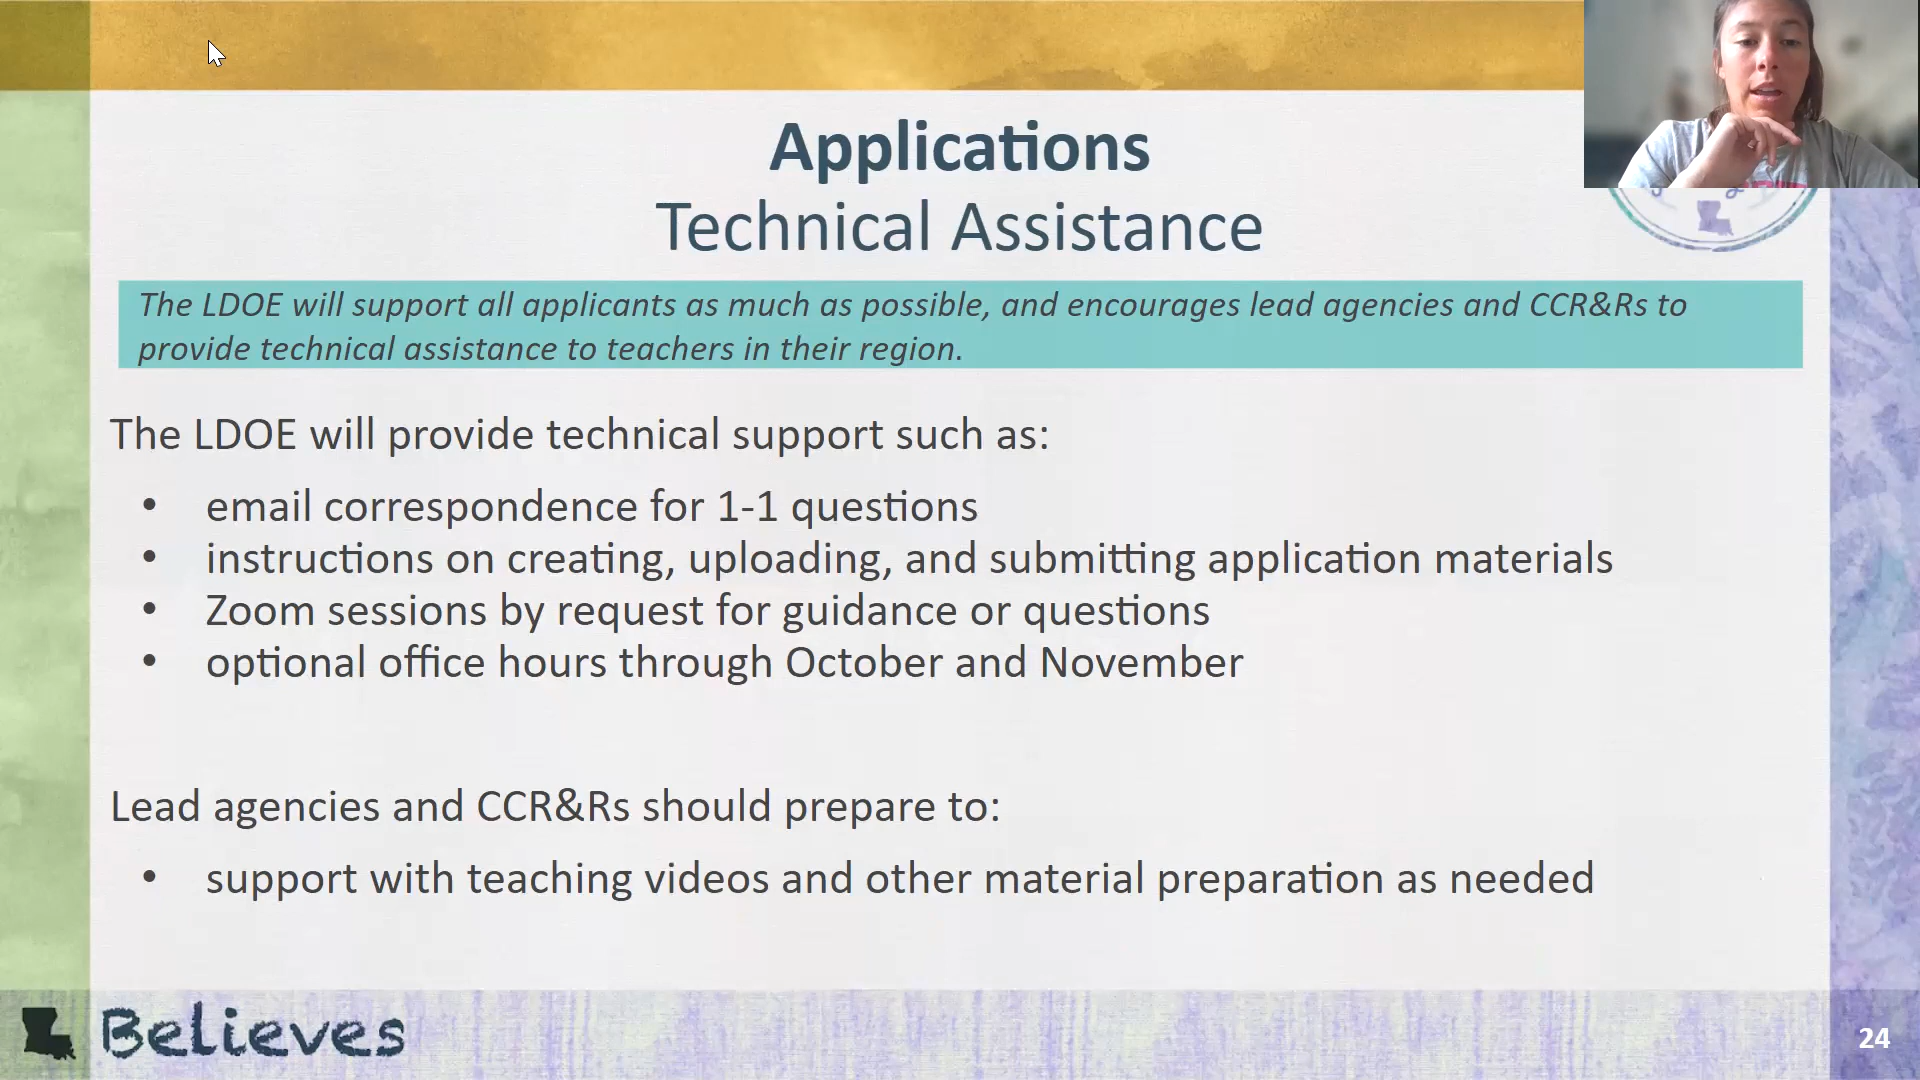 Applications
Technical Assistance
The LDOE will support all applicants as much as possible, and encourages lead agencies and CCR&Rs to
provide technical assistance to teachers in their region.
The LDOE will provide technical support such as:
• email correspondence for 1-1 questions
• instructions on creating, uploading, and submitting application materials
• Zoom sessions by request for guidance or questions
• optional office hours through October and November
Lead agencies and CCR&Rs should prepare to:
• support with teaching videos and other material preparation as needed
Believes
24